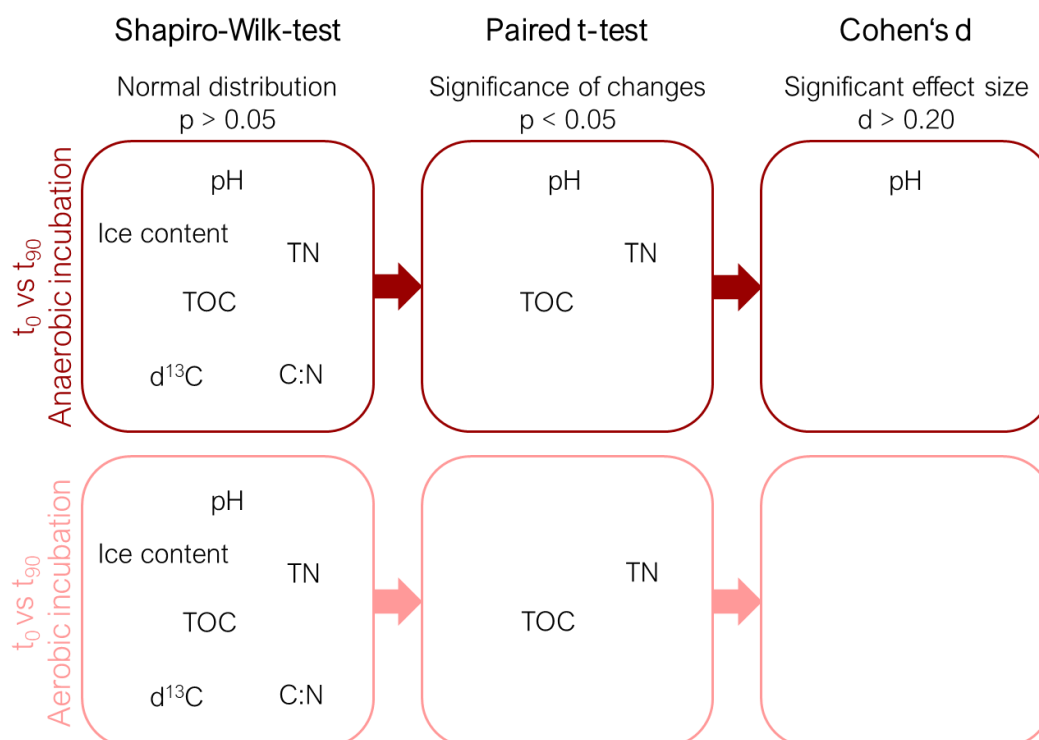 Shapiro-Wilk-test
Paired t-test
Cohen‘s d
Normal distribution
p > 0.05
Significance of changes
p < 0.05
Significant effect size
d > 0.20
t₀ vs t₉₀
Anaerobic incubation
pH
Ice content
TN
TOC
d¹³C
C:N
pH
TN
TOC
pH
t₀ vs t₉₀
Aerobic incubation
pH
Ice content
TN
TOC
d¹³C
C:N
TN
TOC